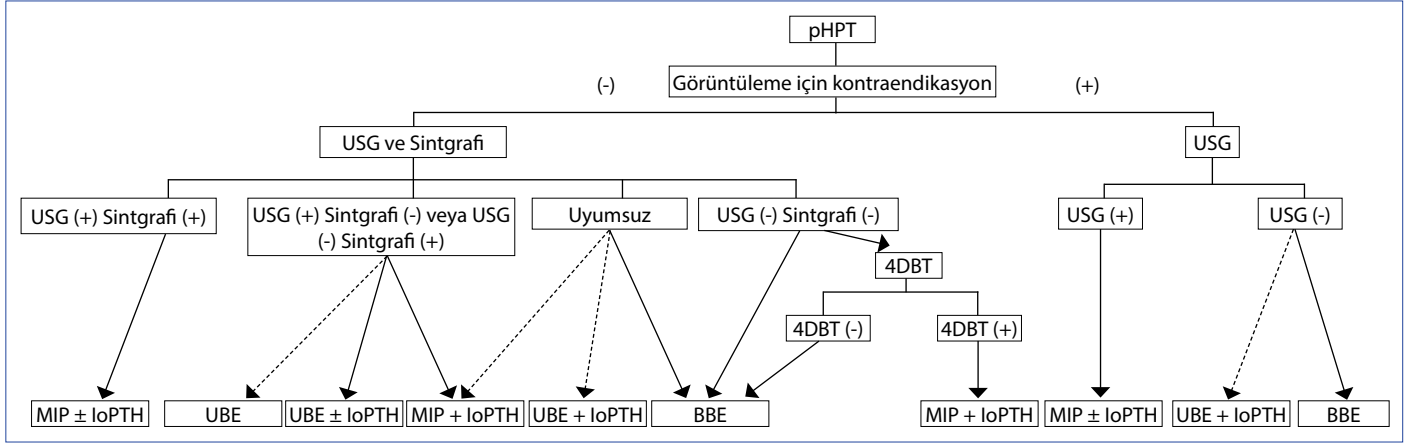 pHPT
(-)
Görüntüleme için kontraendikasyon
(+)
USG ve Sintgrafi
USG
USG (+) Sintgrafi (+)
USG (+) Sintgrafi (-) veya USG
(-) Sintgrafi (+)
Uyumsuz
USG (-) Sintgrafi (-)
USG (+)
USG (-)
4DBT
4DBT (-)
4DBT (+)
MIP ± IoPTH
UBE
UBE ± IoPTH
MIP + IoPTH
UBE + IoPTH
BBE
MIP + IoPTH
MIP ± IoPTH
UBE + IoPTH
BBE